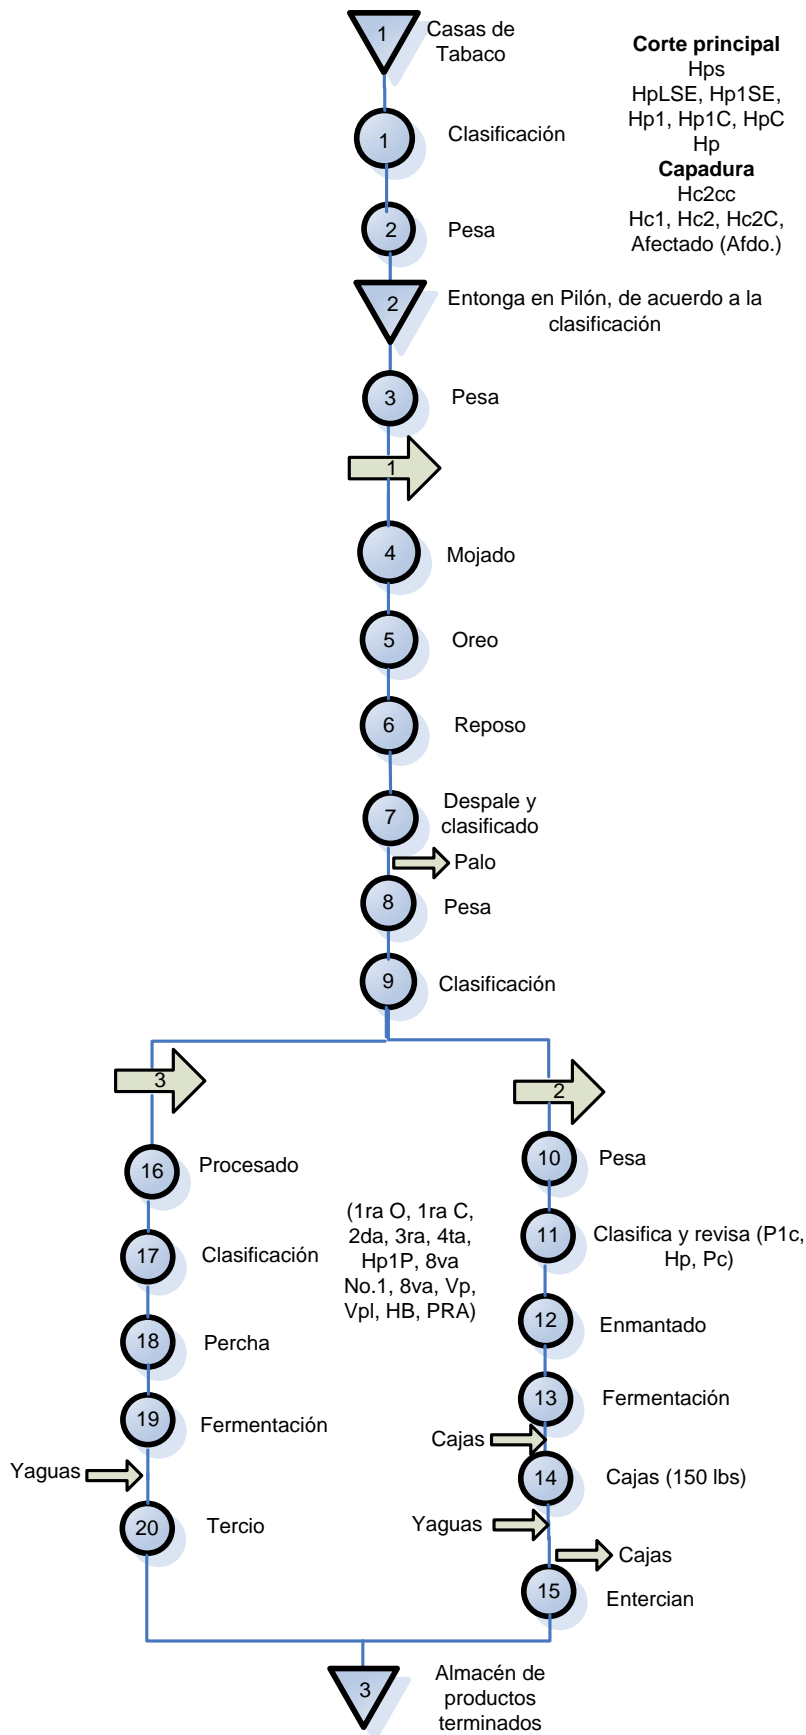 1
Casas de
Tabaco
Corte principal
Hps
HpLSE, Hp1SE,
Hp1, Hp1C, HpC
Hp
Capadura
Hc2cc
Hc1, Hc2, Hc2C,
Afectado (Afdo.)
1
Clasificación
2
Pesa
2
Entonga en Pilón, de acuerdo a la
clasificación
3
Pesa
1
4
Mojado
5
Oreo
6
Reposo
7
Despale y
clasificado
Palo
8
Pesa
9
Clasificación
3
16
Procesado
17
Clasificación
18
Percha
19
Fermentación
Yaguas
20
Tercio
(1ra O, 1ra C,
2da, 3ra, 4ta,
Hp1P, 8va
No.1, 8va, Vp,
Vpl, HB, PRA)
2
10
Pesa
11
Clasifica y revisa (P1c,
Hp, Pc)
12
Enmantado
13
Fermentación
Cajas
14
Cajas (150 lbs)
Yaguas
Cajas
15
Entercian
3
Almacén de
productos
terminados